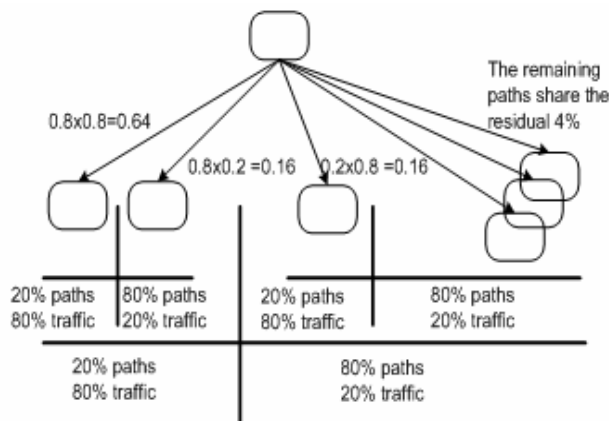 The remaining
paths share the
residual 4%
0.8x0.8=0.64
0.8x0.2 =0.16
0.2x0.8=0.16
20% paths
80% traffic
80% paths
20% traffic
20% paths
80% traffic
80% paths
20% traffic
20% paths
80% traffic
80% paths
20% traffic